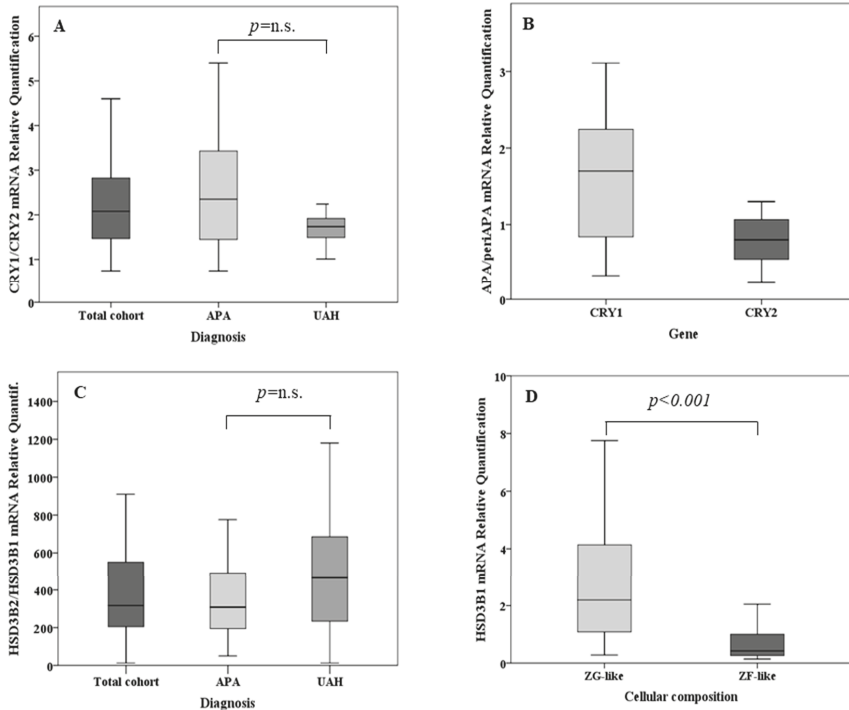 A
p=n.s.
CRY1/CRY2 mRNA Relative Quantification
6
5
4
3
2
1
0
Total cohort APA UAH
Diagnosis
B
APA/periAPA mRNA Relative Quantification
3
2
1
0
CRY1 CRY2
Gene
C
p=n.s.
HSD3B2/HSD3B1 mRNA Relative Quantif.
1400
1200
1000
800
600
400
200
0
Total cohort APA UAH
Diagnosis
D
p<0.001
HSD3B1 mRNA Relative Quantification
10
8
6
4
2
0
ZG-like ZF-like
Cellular composition